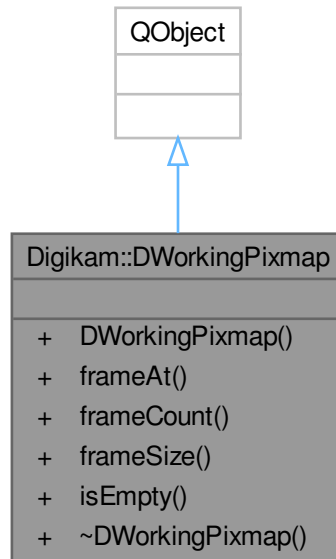 QObject
Digikam::DWorkingPixmap
+ DWorkingPixmap()
+ frameAt()
+ frameCount()
+ frameSize()
+ isEmpty()
+ ~DWorkingPixmap()